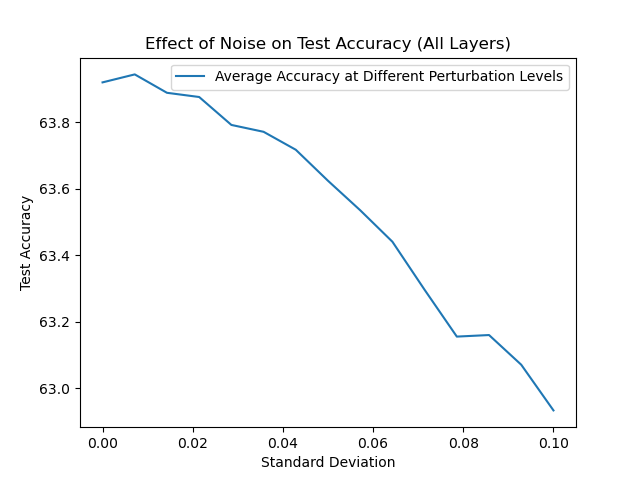 Effect of Noise on Test Accuracy (All Layers)
Average Accuracy at Different Perturbation Levels
Test Accuracy
63.8
63.6
63.4
63.2
63.0
0.00 0.02 0.04 0.06 0.08 0.10
Standard Deviation